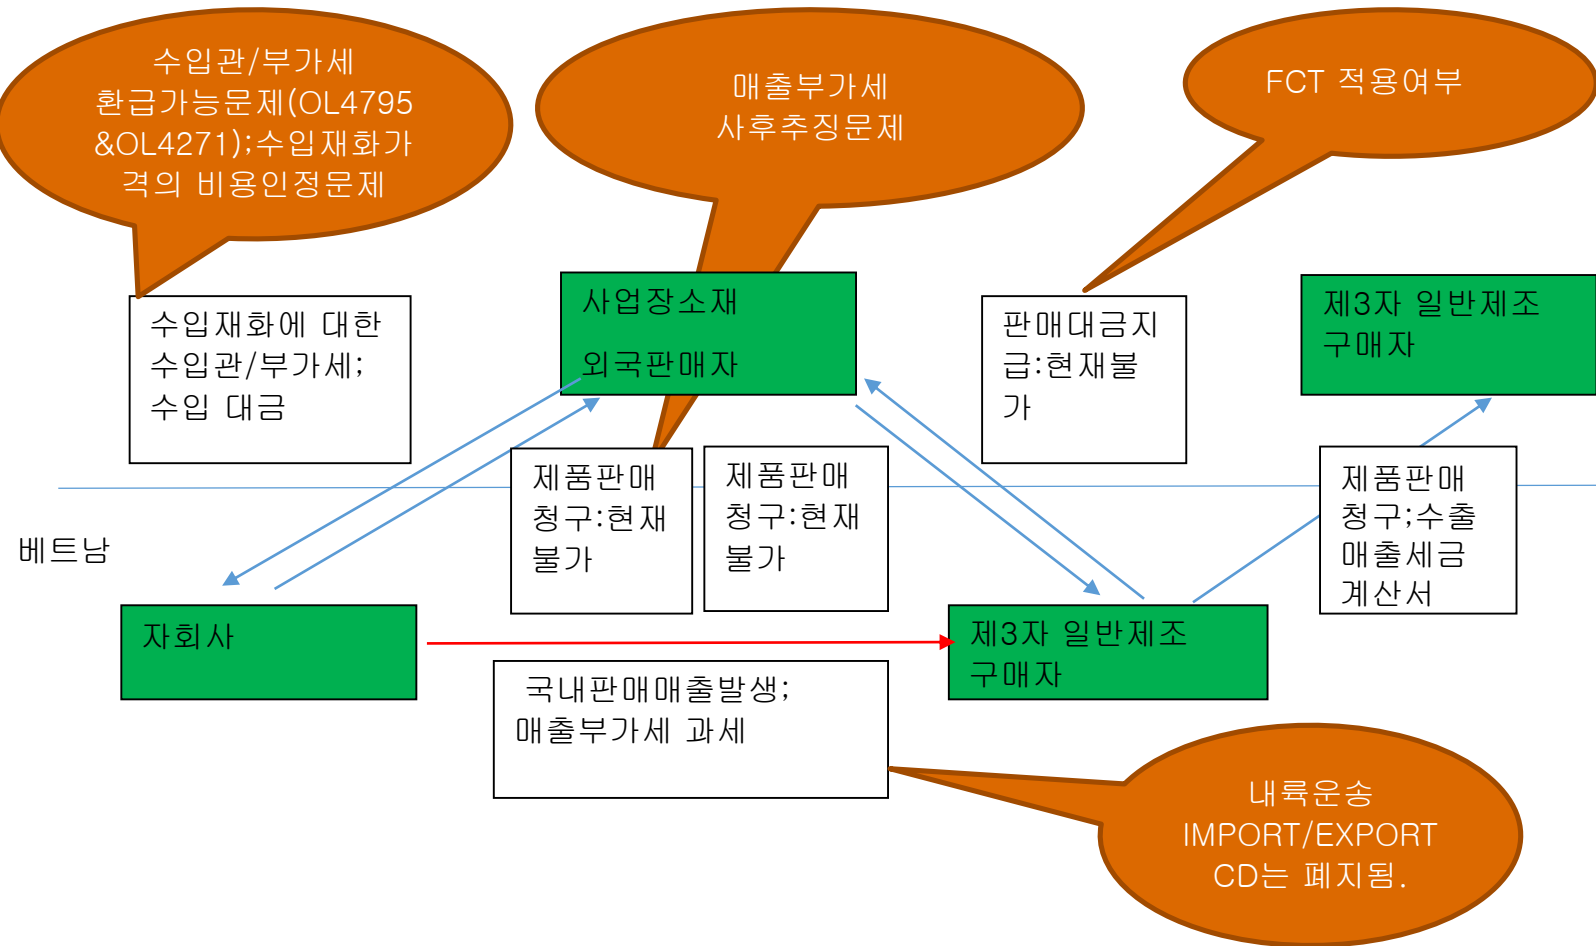 수입관/부가세
환급가능문제(OL4795
&OL4271);수입재화가
격의 비용인정문제
매출부가세
사후추징문제
FCT 적용여부
수입재화에 대한
수입관/부가세;
수입 대금
사업장소재
외국판매자
판매대금지
급:현재불
가
제3자 일반제조
구매자
제품판매
청구:현재
불가
제품판매
청구:현재
불가
제품판매
청구;수출
매출세금
계산서
베트남
자회사
제3자 일반제조
구매자
국내판매매출발생;
매출부가세 과세
내륙운송
IMPORT/EXPORT
CD는 폐지됨.